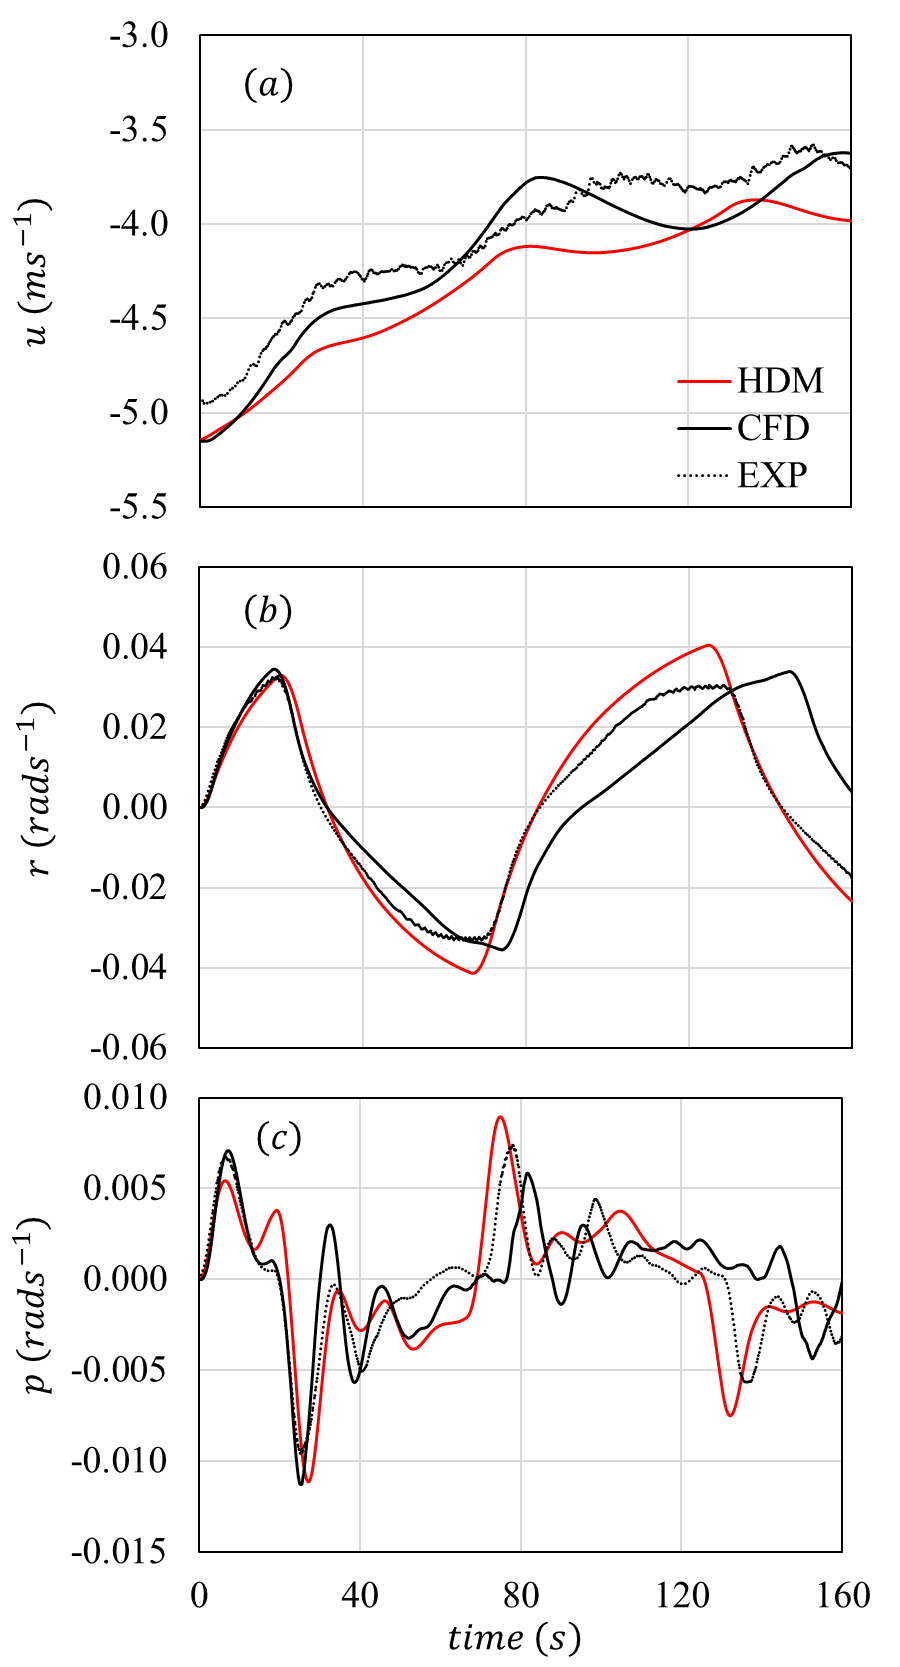 -3.0
(a)
-3.5
-4.0
-4.5
-5.0
-5.5
u (ms⁻¹)
HDM
CFD
EXP
0.06
(b)
0.04
0.02
0.00
-0.02
-0.04
-0.06
r (rads⁻¹)
0.010
(c)
0.005
0.000
-0.005
-0.010
-0.015
p (rads⁻¹)
0 40 80 120 160
time (s)